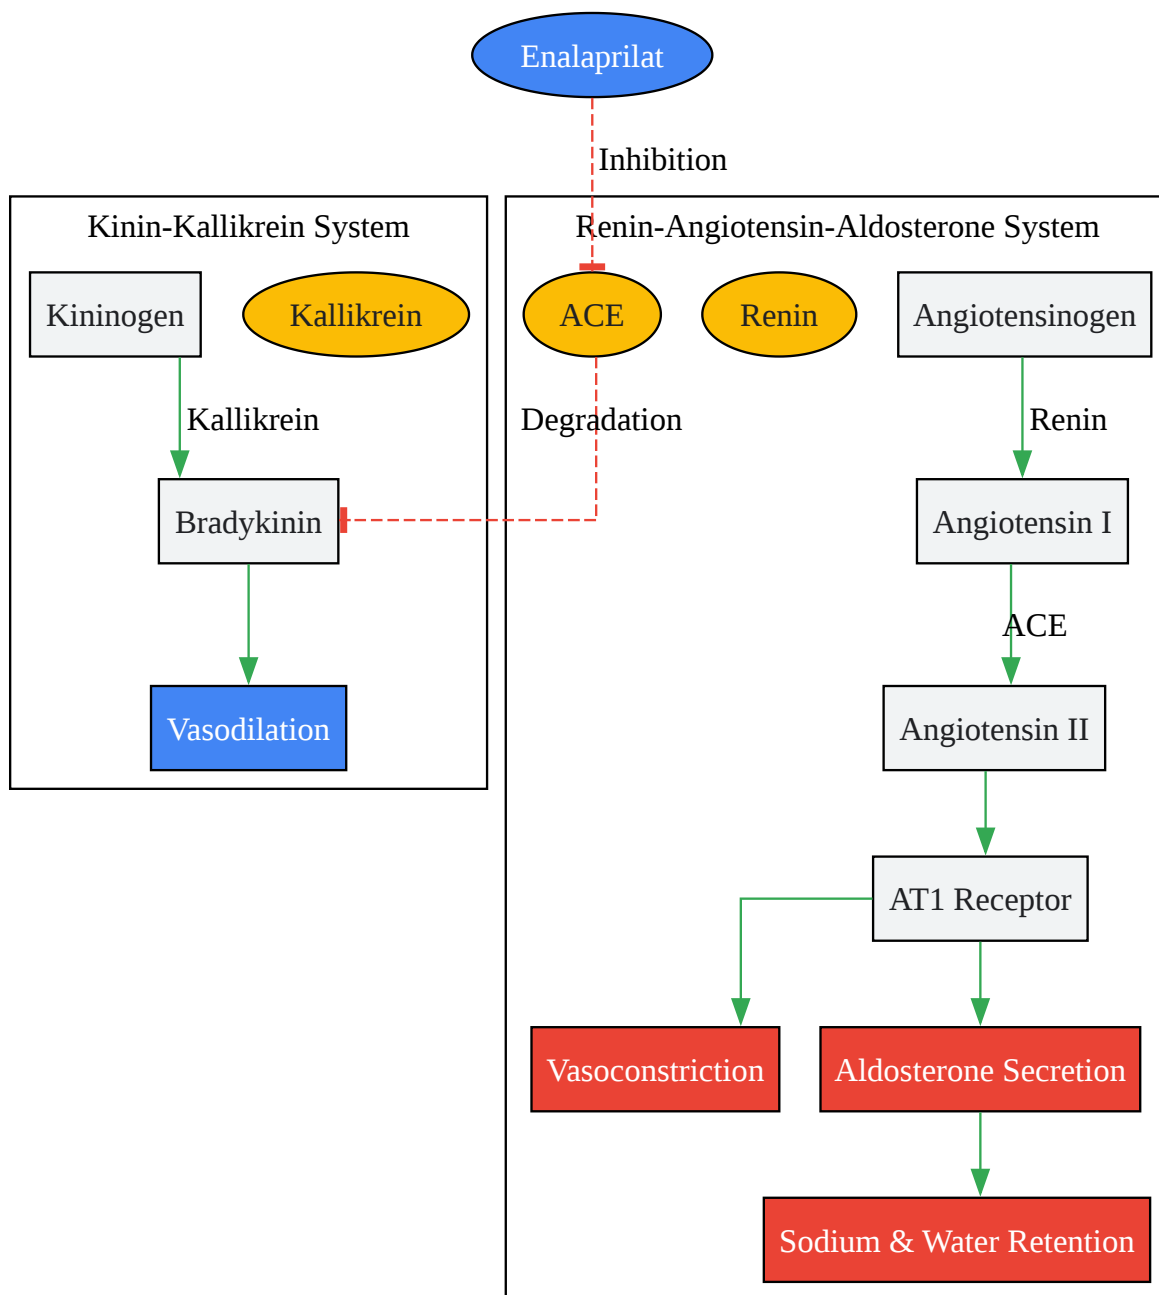 Enalaprilat
Inhibition
Kinin-Kallikrein System
Renin-Angiotensin-Aldosterone System
Kininogen
Kallikrein
ACE
Renin
Angiotensinogen
Kallikrein
Degradation
Renin
Bradykinin
Angiotensin I
ACE
Vasodilation
Angiotensin II
AT1 Receptor
Vasoconstriction
Aldosterone Secretion
Sodium & Water Retention